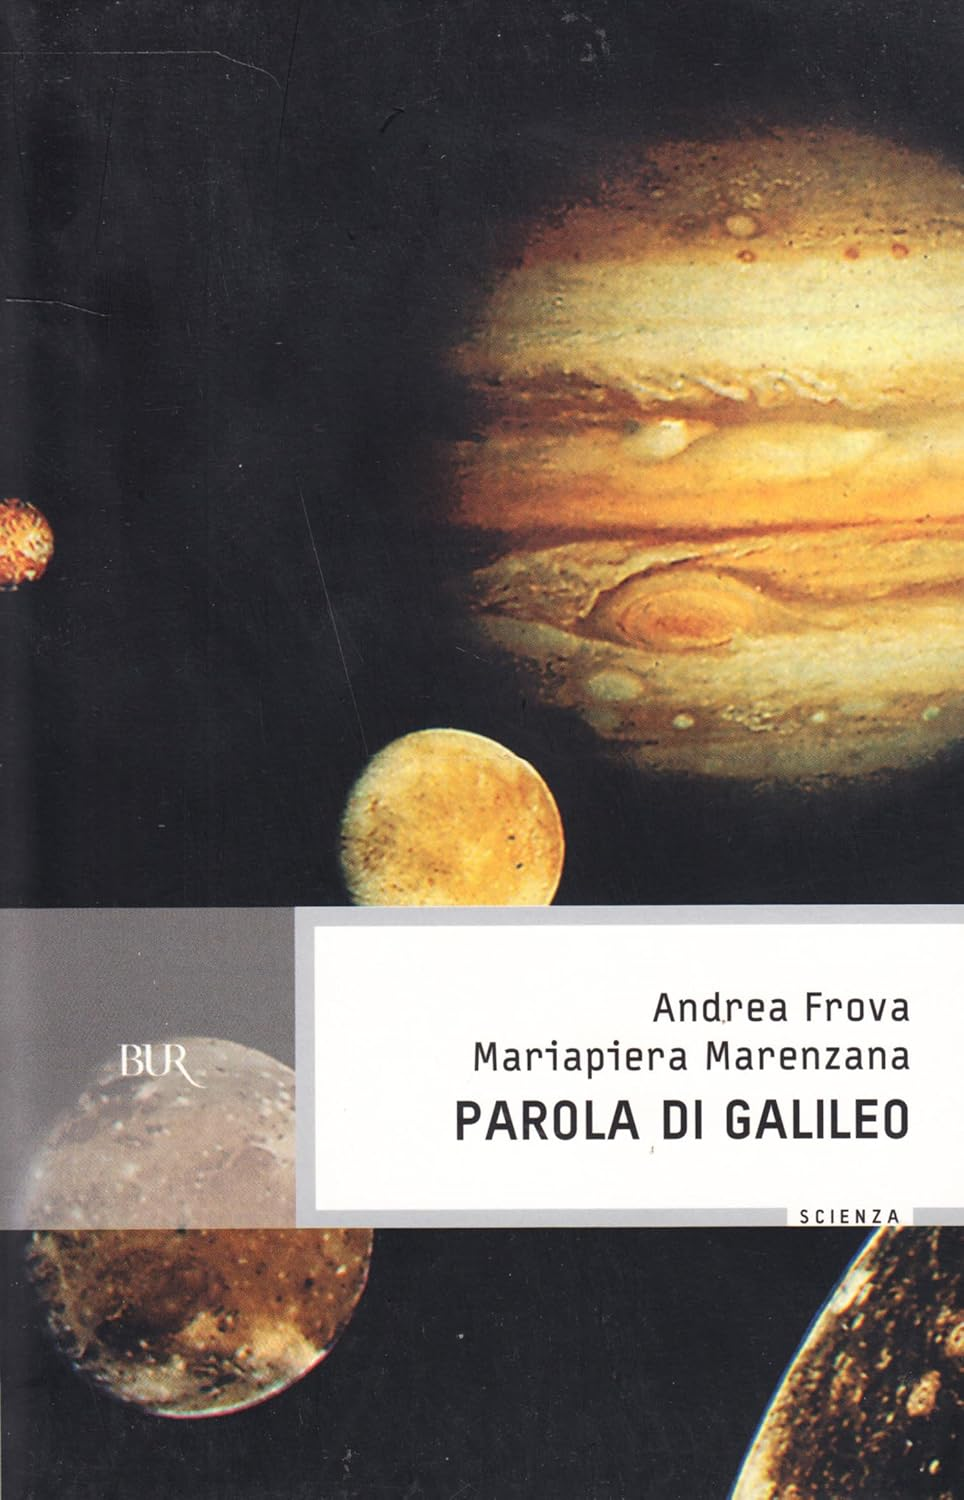 BUR
Andrea Frova
Mariapiera Marenzana
PAROLA DI GALILEO
SCIENZA